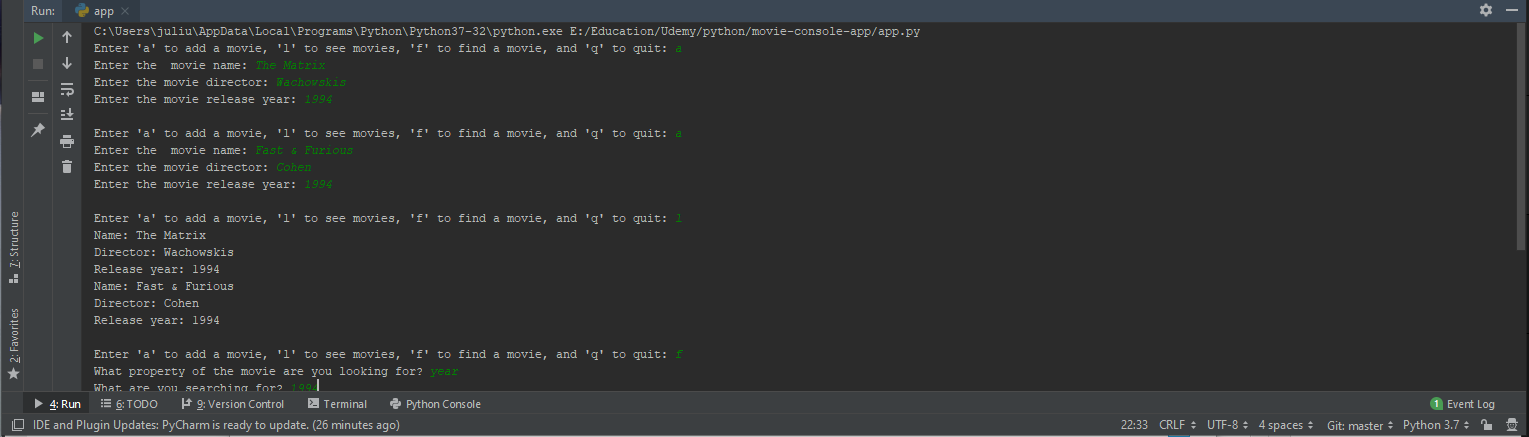 Run: app
C:\Users\juliu\AppData\Local\Programs\Python\Python37-32\python.exe E:/Education/Udemy/python/movie-console-app/app.py
Enter 'a' to add a movie, 'l' to see movies, 'f' to find a movie, and 'q' to quit: a
Enter the  movie name: The Matrix
Enter the movie director: Wachowskis
Enter the movie release year: 1994
Enter 'a' to add a movie, 'l' to see movies, 'f' to find a movie, and 'q' to quit: a
Enter the  movie name: Fast & Furious
Enter the movie director: Cohen
Enter the movie release year: 1994
Enter 'a' to add a movie, 'l' to see movies, 'f' to find a movie, and 'q' to quit: l
Name: The Matrix
Director: Wachowskis
Release year: 1994
Name: Fast & Furious
Director: Cohen
Release year: 1994
Enter 'a' to add a movie, 'l' to see movies, 'f' to find a movie, and 'q' to quit: f
What property of the movie are you looking for? year
What are you searching for? 1994
7: Structure
2: Favorites
4: Run 6: TODO 9: Version Control Terminal Python Console 1 Event Log
IDE and Plugin Updates: PyCharm is ready to update. (26 minutes ago) 22:33 CRLF UTF-8 4 spaces Git: master Python 3.7